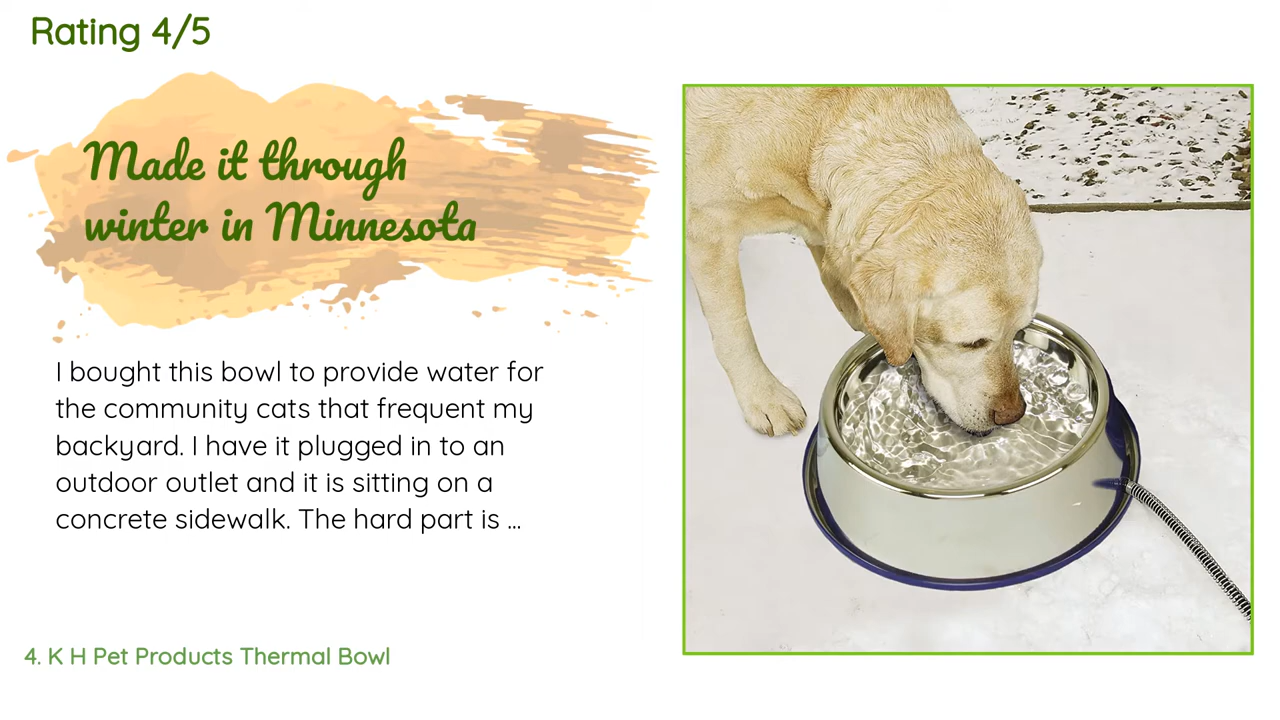 Rating 4/5
Made it through
winter in Minnesota
I bought this bowl to provide water for
the community cats that frequent my
backyard. I have it plugged in to an
outdoor outlet and it is sitting on a
concrete sidewalk. The hard part is ...
4. K H Pet Products Thermal Bowl